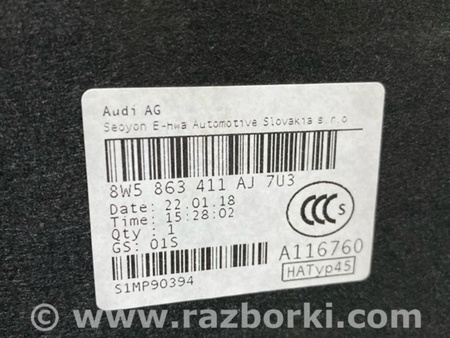 Audi AG
Seoyon E-hwa Automotive Slovakia s.r.o
8W5 863 411 AJ 7U3
Date: 22.01.18
Time: 15:28:02
Qty : 1
GS: 01S
CCC S
A116760
HATyp45
S1MP90394
© www.razborki.com